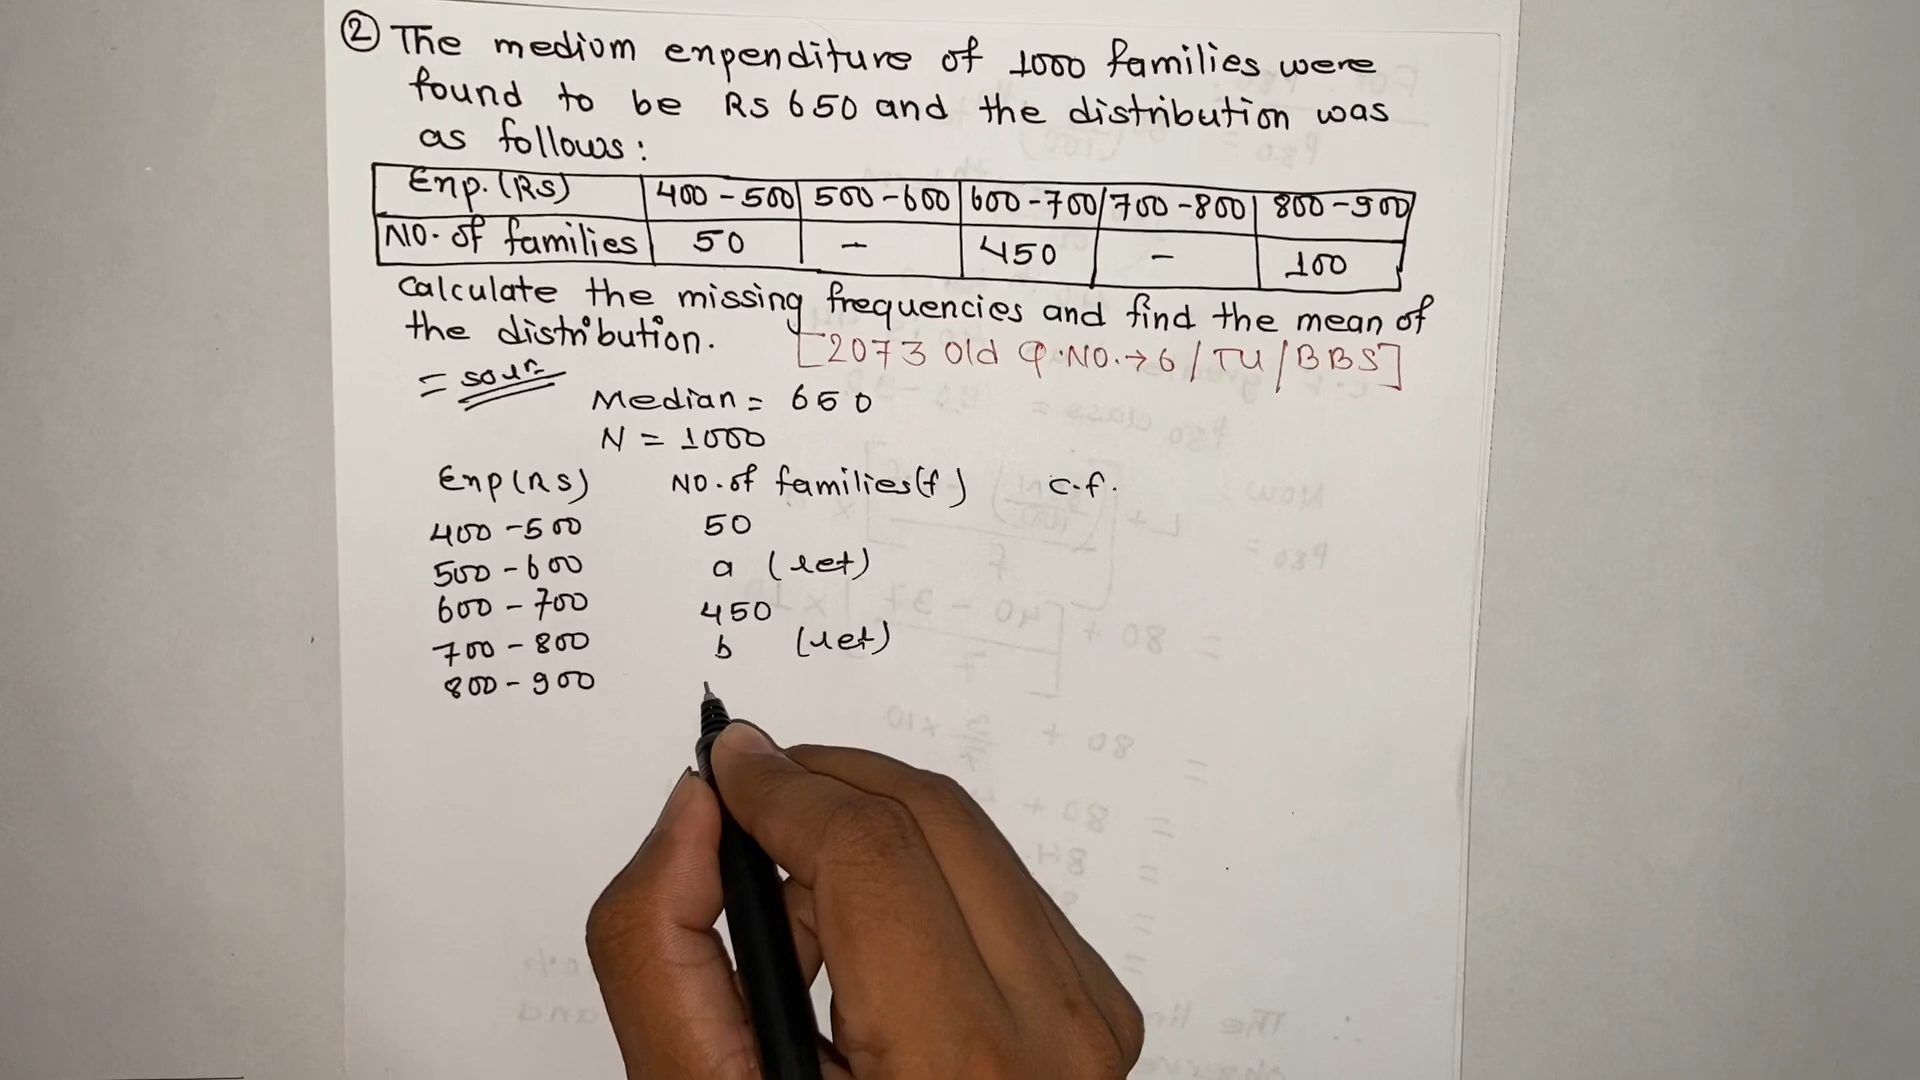 ② The mediom enpenditure of 1000 families were
found to be RS 650 and the distribution was
as follows:
Enp. (RS) 400-500 500-600 600-700 700-800 800-900
NO. of families 50 - 450 - 100
Calculate the missing frequencies and find the mean of
the distribution. [2073 old Q.NO.→6/TU/BBS]
= soln
Median = 650
N = 1000
Enp (RS) NO. of families (f) c.f.
400-500 50
500-600 a (let)
600-700 450
700-800 b (let)
800-900